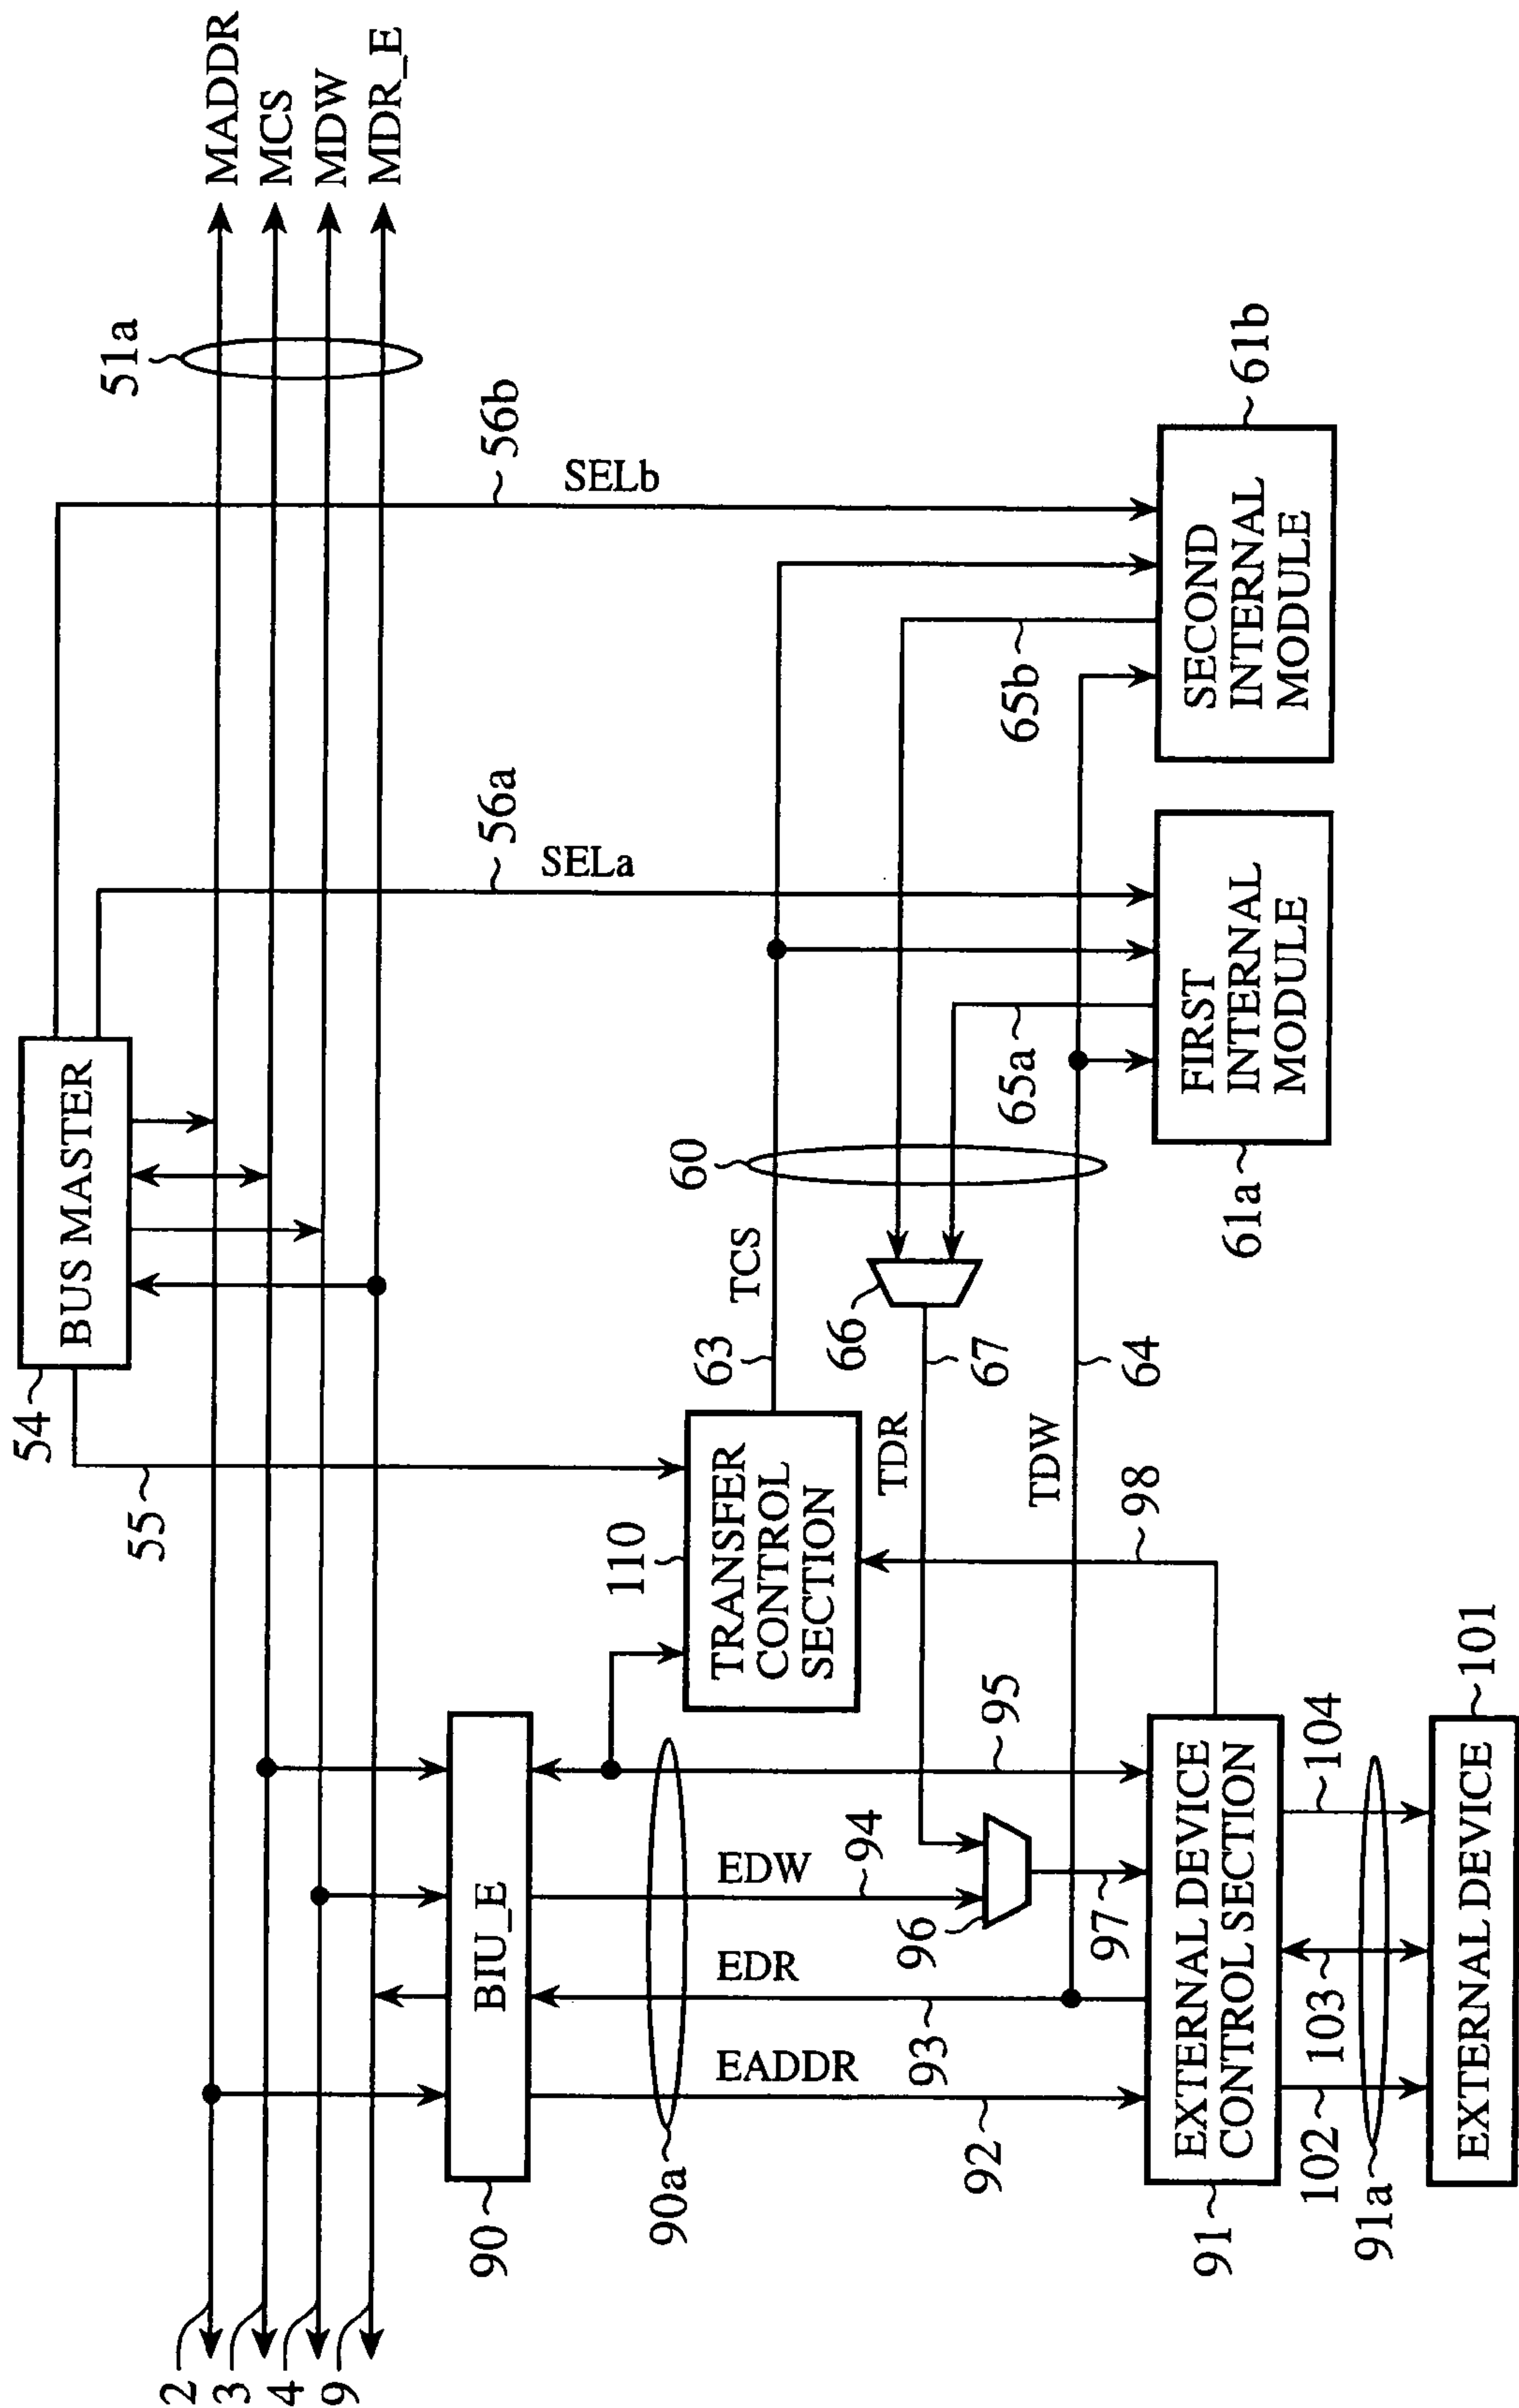 54
BUS MASTER
55
51a
MADDR
MCS
MDW
MDR_E
2
3
4
9
56a
SELa
56b
SELb
90
BIU_E
90a
110
TRANSFER
CONTROL
SECTION
63
TCS
60
EADDR
EDR
EDW
92
93
94
95
96
97
98
TDR
67
66
65a
65b
TDW
64
91
EXTERNAL DEVICE
CONTROL SECTION
61a
FIRST
INTERNAL
MODULE
61b
SECOND
INTERNAL
MODULE
91a
102
103
104
EXTERNAL DEVICE
101